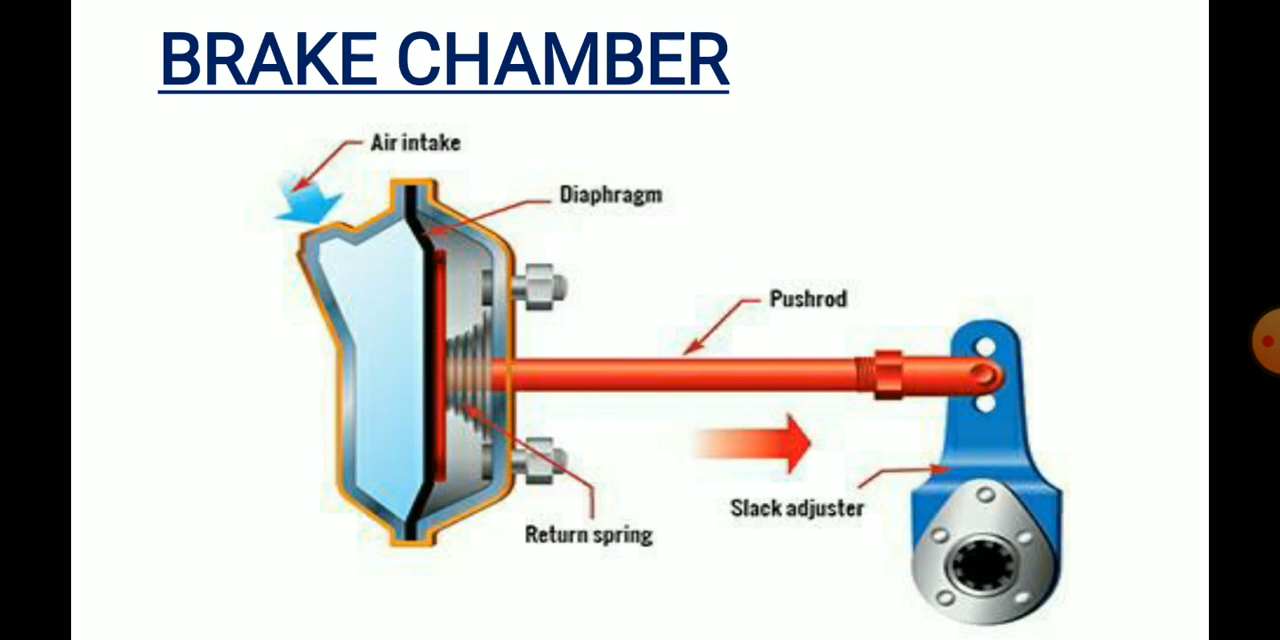 BRAKE CHAMBER
Air intake
Diaphragm
Pushrod
Slack adjuster
Return spring